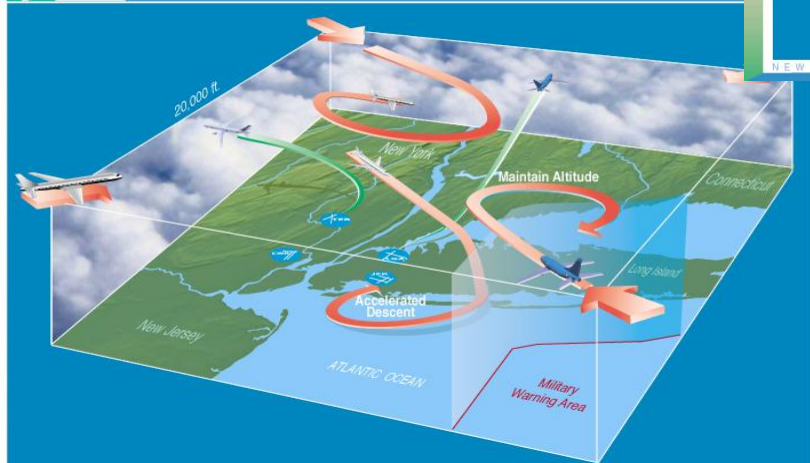 NEW
20,000 ft.
New York
Maintain Altitude
Connecticut
Long Island
JFK
Accelerated
Descent
New Jersey
ATLANTIC OCEAN
Military
Warning Area